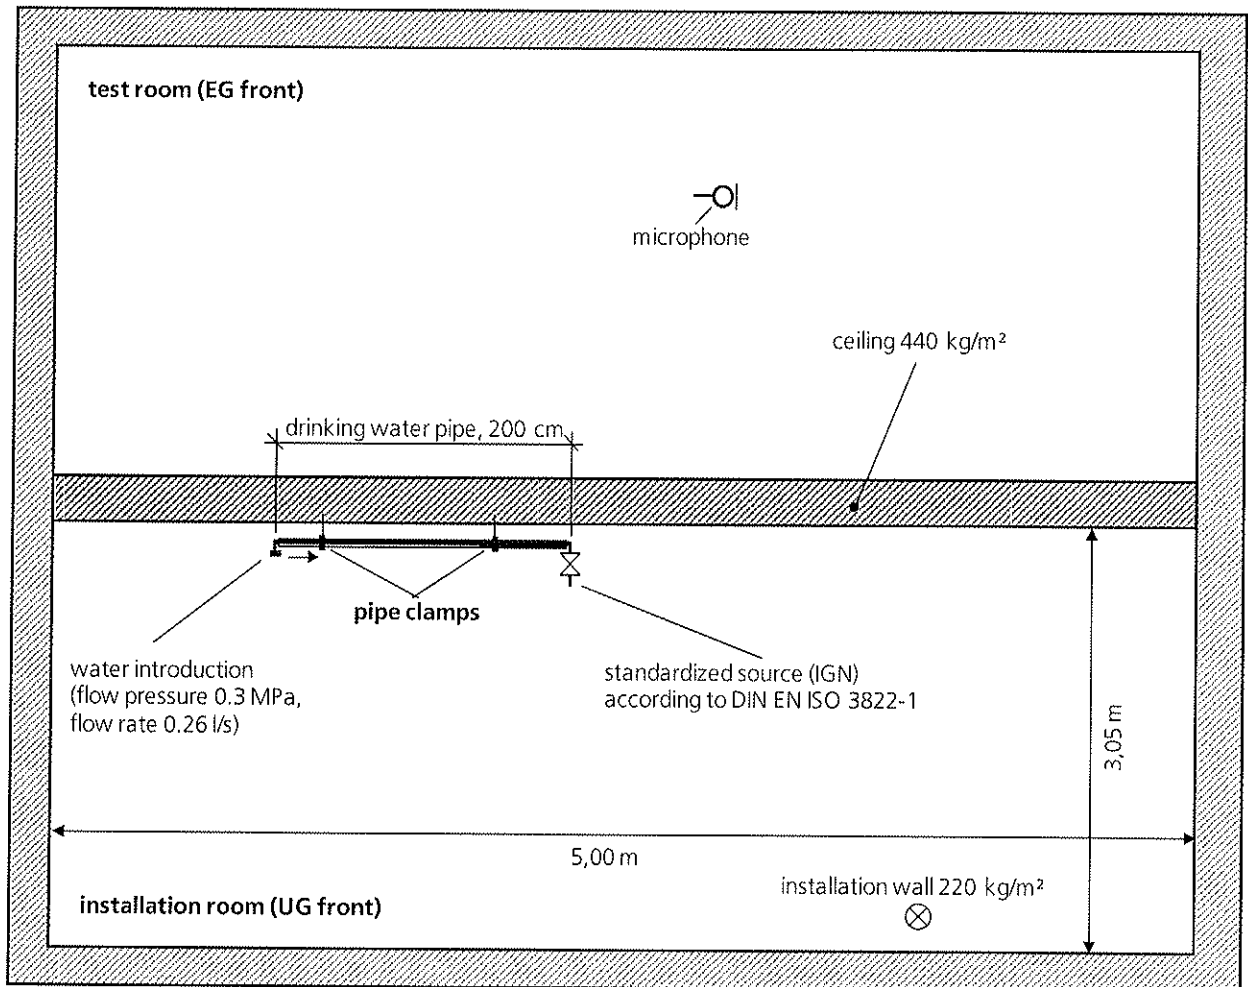 test room (EG front)
microphone
ceiling 440 kg/m²
drinking water pipe, 200 cm
pipe clamps
water introduction
(flow pressure 0.3 MPa,
flow rate 0.26 l/s)
standardized source (IGN)
according to DIN EN ISO 3822-1
3,05 m
5,00 m
installation wall 220 kg/m²
installation room (UG front)